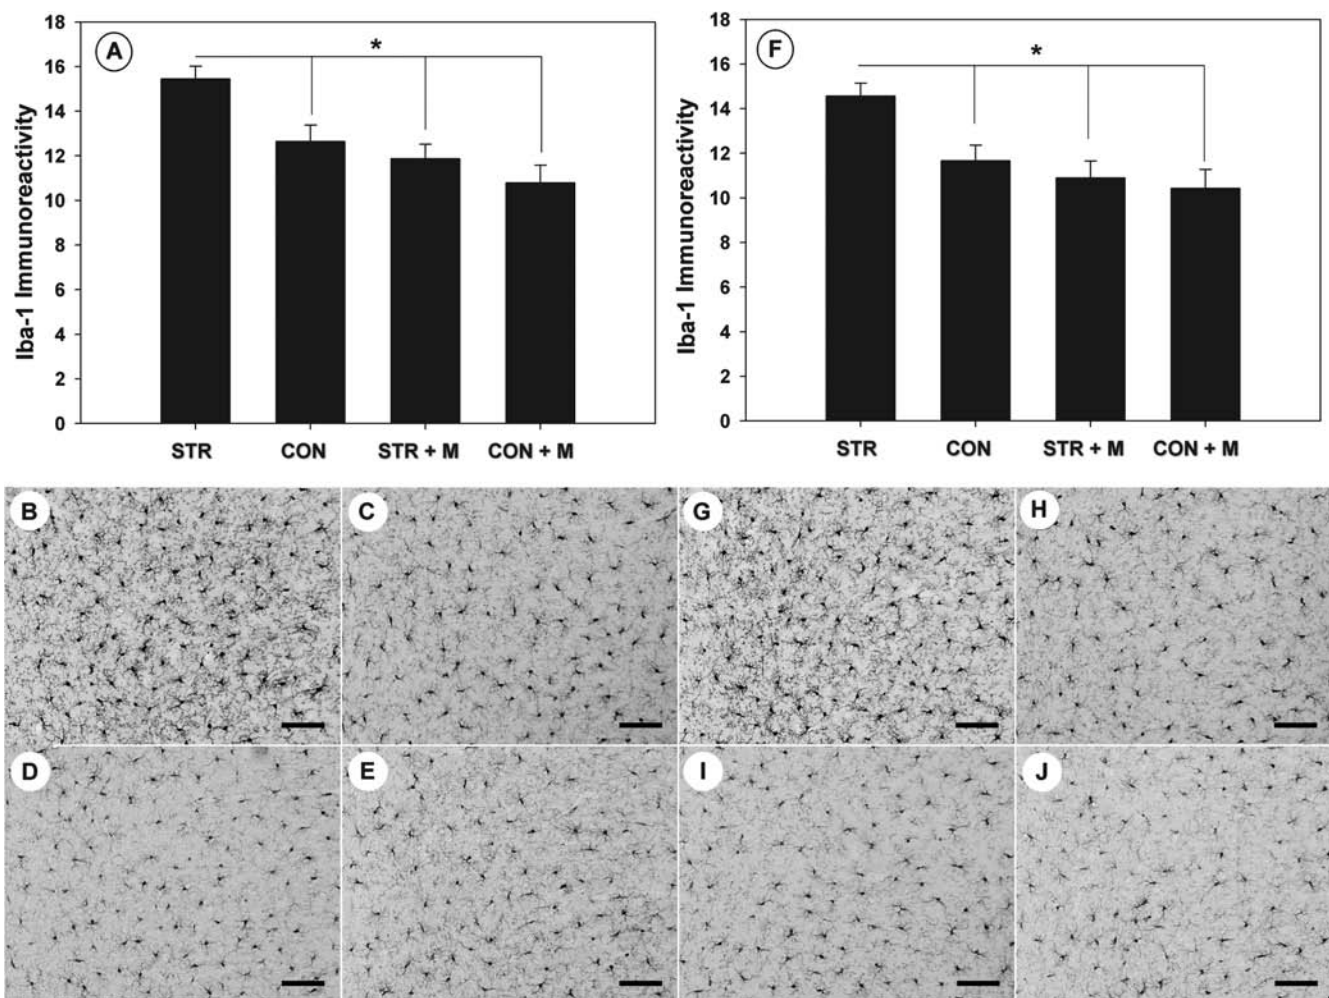 A
*
Iba-1 Immunoreactivity
18
16
14
12
10
8
6
4
2
0
STR CON STR + M CON + M
F
*
Iba-1 Immunoreactivity
18
16
14
12
10
8
6
4
2
0
STR CON STR + M CON + M
B C G H
D E I J